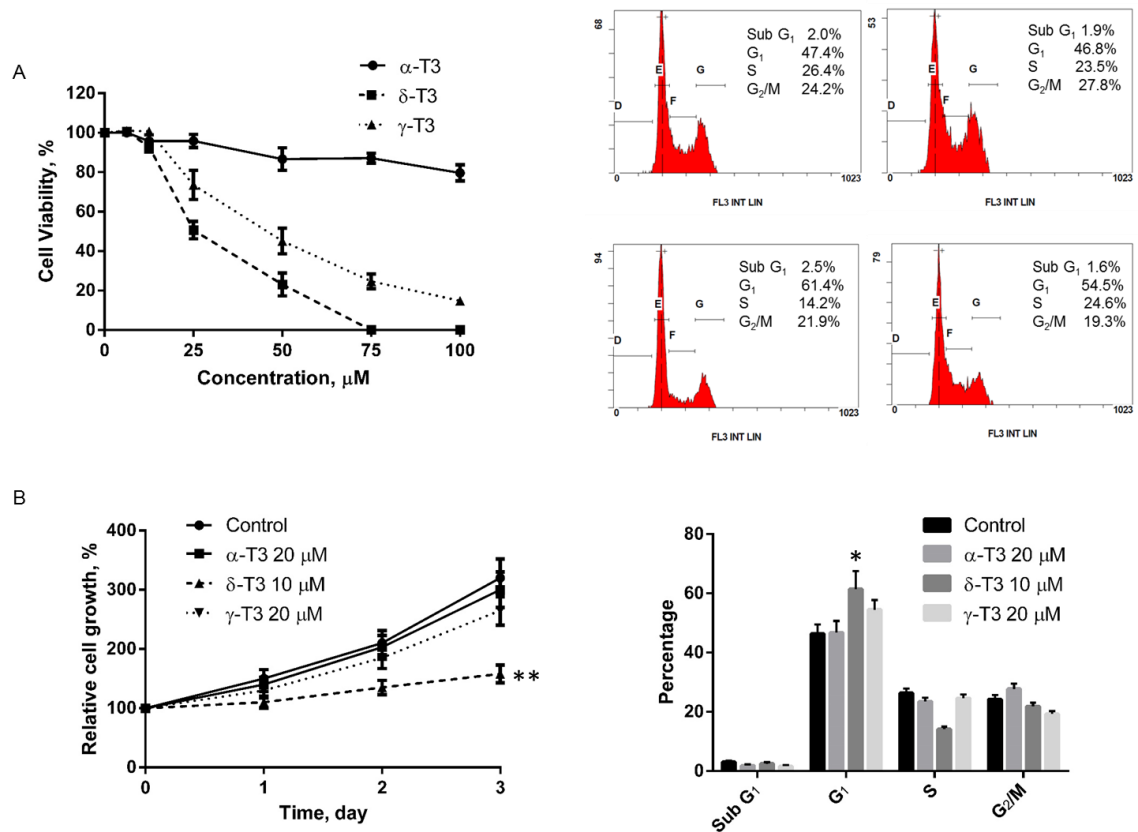 A
α-T3
δ-T3
γ-T3
120
100
80
60
40
20
0
0 25 50 75 100
Cell Viability, %
Concentration, μM
68
Sub G1 2.0%
G1 47.4%
S 26.4%
G2/M 24.2%
D E F G
0 1023
FL3 INT LIN
53
Sub G1 1.9%
G1 46.8%
S 23.5%
G2/M 27.8%
D E F G
0 1023
FL3 INT LIN
94
Sub G1 2.5%
G1 61.4%
S 14.2%
G2/M 21.9%
D E F G
0 1023
FL3 INT LIN
79
Sub G1 1.6%
G1 54.5%
S 24.6%
G2/M 19.3%
D E F G
0 1023
FL3 INT LIN
B
Control
α-T3 20 μM
δ-T3 10 μM
γ-T3 20 μM
400
300
200
100
0
0 1 2 3
Relative cell growth, %
Time, day
**
Control
α-T3 20 μM
δ-T3 10 μM
γ-T3 20 μM
*
80
60
40
20
0
Percentage
Sub G1 G1 S G2/M